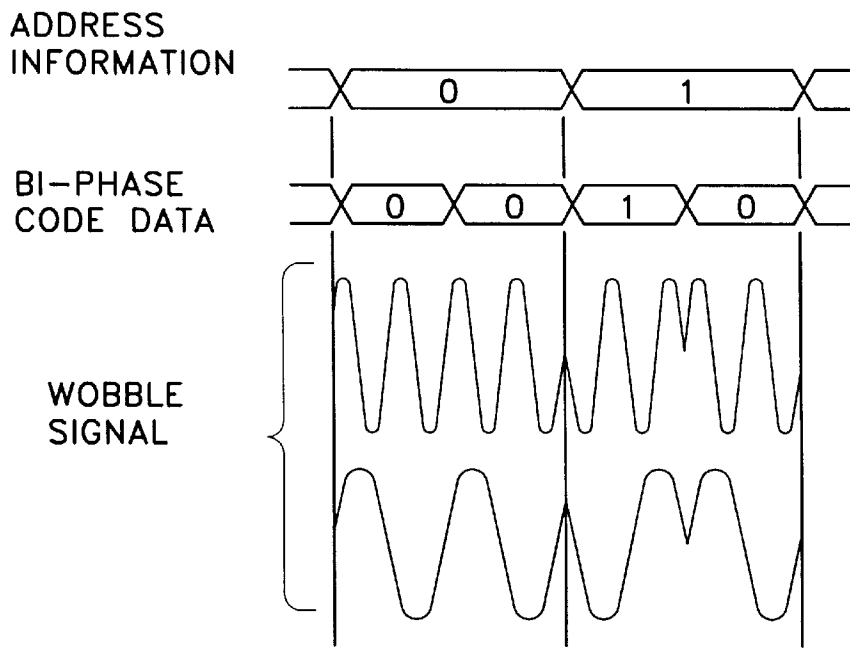 ADDRESS
INFORMATION
0 1
BI-PHASE
CODE DATA
0 0 1 0
WOBBLE
SIGNAL